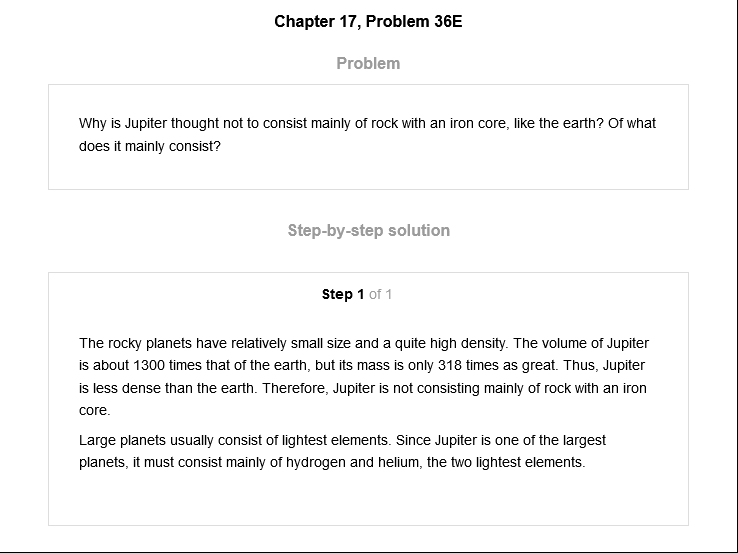 Chapter 17, Problem 36E
Problem
Why is Jupiter thought not to consist mainly of rock with an iron core, like the earth? Of what
does it mainly consist?
Step-by-step solution
Step 1 of 1
The rocky planets have relatively small size and a quite high density. The volume of Jupiter
is about 1300 times that of the earth, but its mass is only 318 times as great. Thus, Jupiter
is less dense than the earth. Therefore, Jupiter is not consisting mainly of rock with an iron
core.
Large planets usually consist of lightest elements. Since Jupiter is one of the largest
planets, it must consist mainly of hydrogen and helium, the two lightest elements.